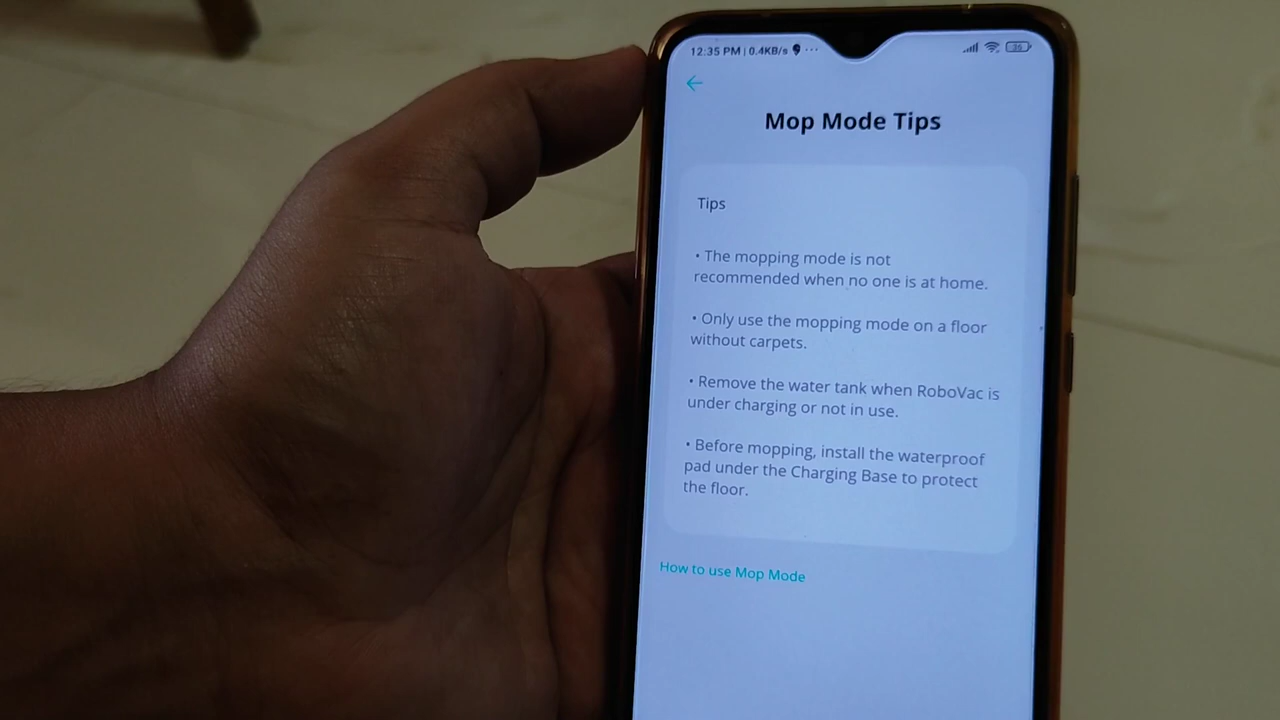 12:35 PM | 0.4KB/s ...
36
Mop Mode Tips
Tips
• The mopping mode is not
recommended when no one is at home.
• Only use the mopping mode on a floor
without carpets.
• Remove the water tank when RoboVac is
under charging or not in use.
• Before mopping, install the waterproof
pad under the Charging Base to protect
the floor.
How to use Mop Mode